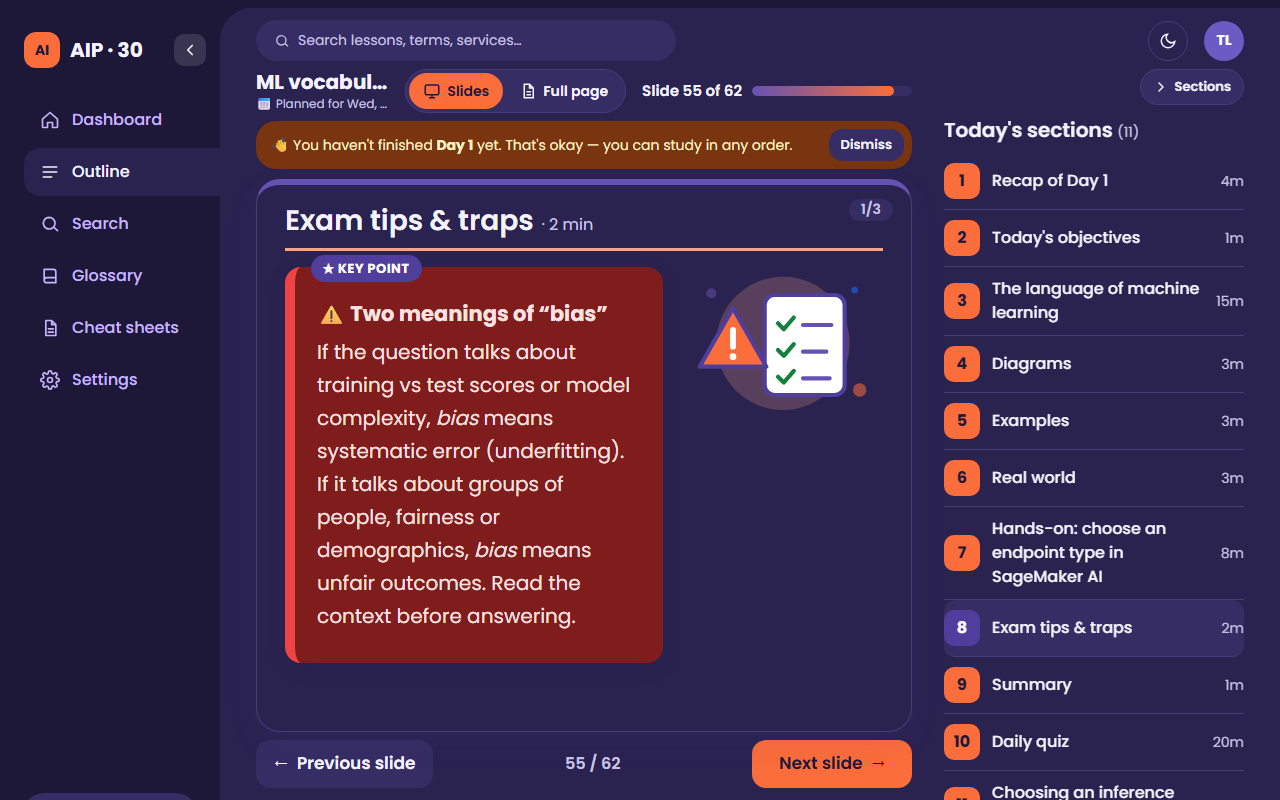 AI AIP · 30
Dashboard
Outline
Search
Glossary
Cheat sheets
Settings
Search lessons, terms, services…
TL
ML vocabul…
Planned for Wed, …
Slides
Full page
Slide 55 of 62
Sections
You haven't finished Day 1 yet. That's okay — you can study in any order.
Dismiss
Exam tips & traps · 2 min
1/3
★ KEY POINT
Two meanings of “bias”
If the question talks about
training vs test scores or model
complexity, bias means
systematic error (underfitting).
If it talks about groups of
people, fairness or
demographics, bias means
unfair outcomes. Read the
context before answering.
← Previous slide
55 / 62
Next slide →
Today's sections (11)
1 Recap of Day 1 4m
2 Today's objectives 1m
3 The language of machine
learning 15m
4 Diagrams 3m
5 Examples 3m
6 Real world 3m
7 Hands-on: choose an
endpoint type in
SageMaker AI 8m
8 Exam tips & traps 2m
9 Summary 1m
10 Daily quiz 20m
Choosing an inference